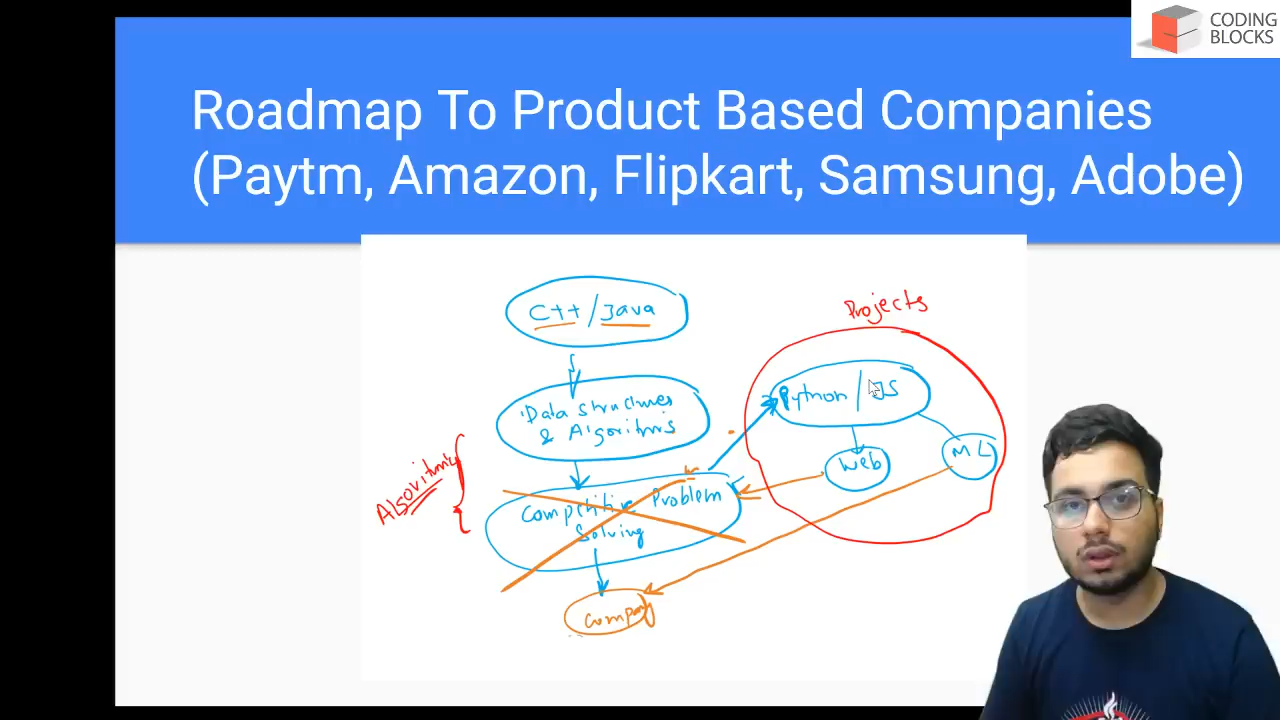 CODING
BLOCKS
Roadmap To Product Based Companies
(Paytm, Amazon, Flipkart, Samsung, Adobe)
Projects
C++ / Java
Python / JS
Data structures
& Algorithms
Web
ML
Algorithmic
Competitive Problem
Solving
Company